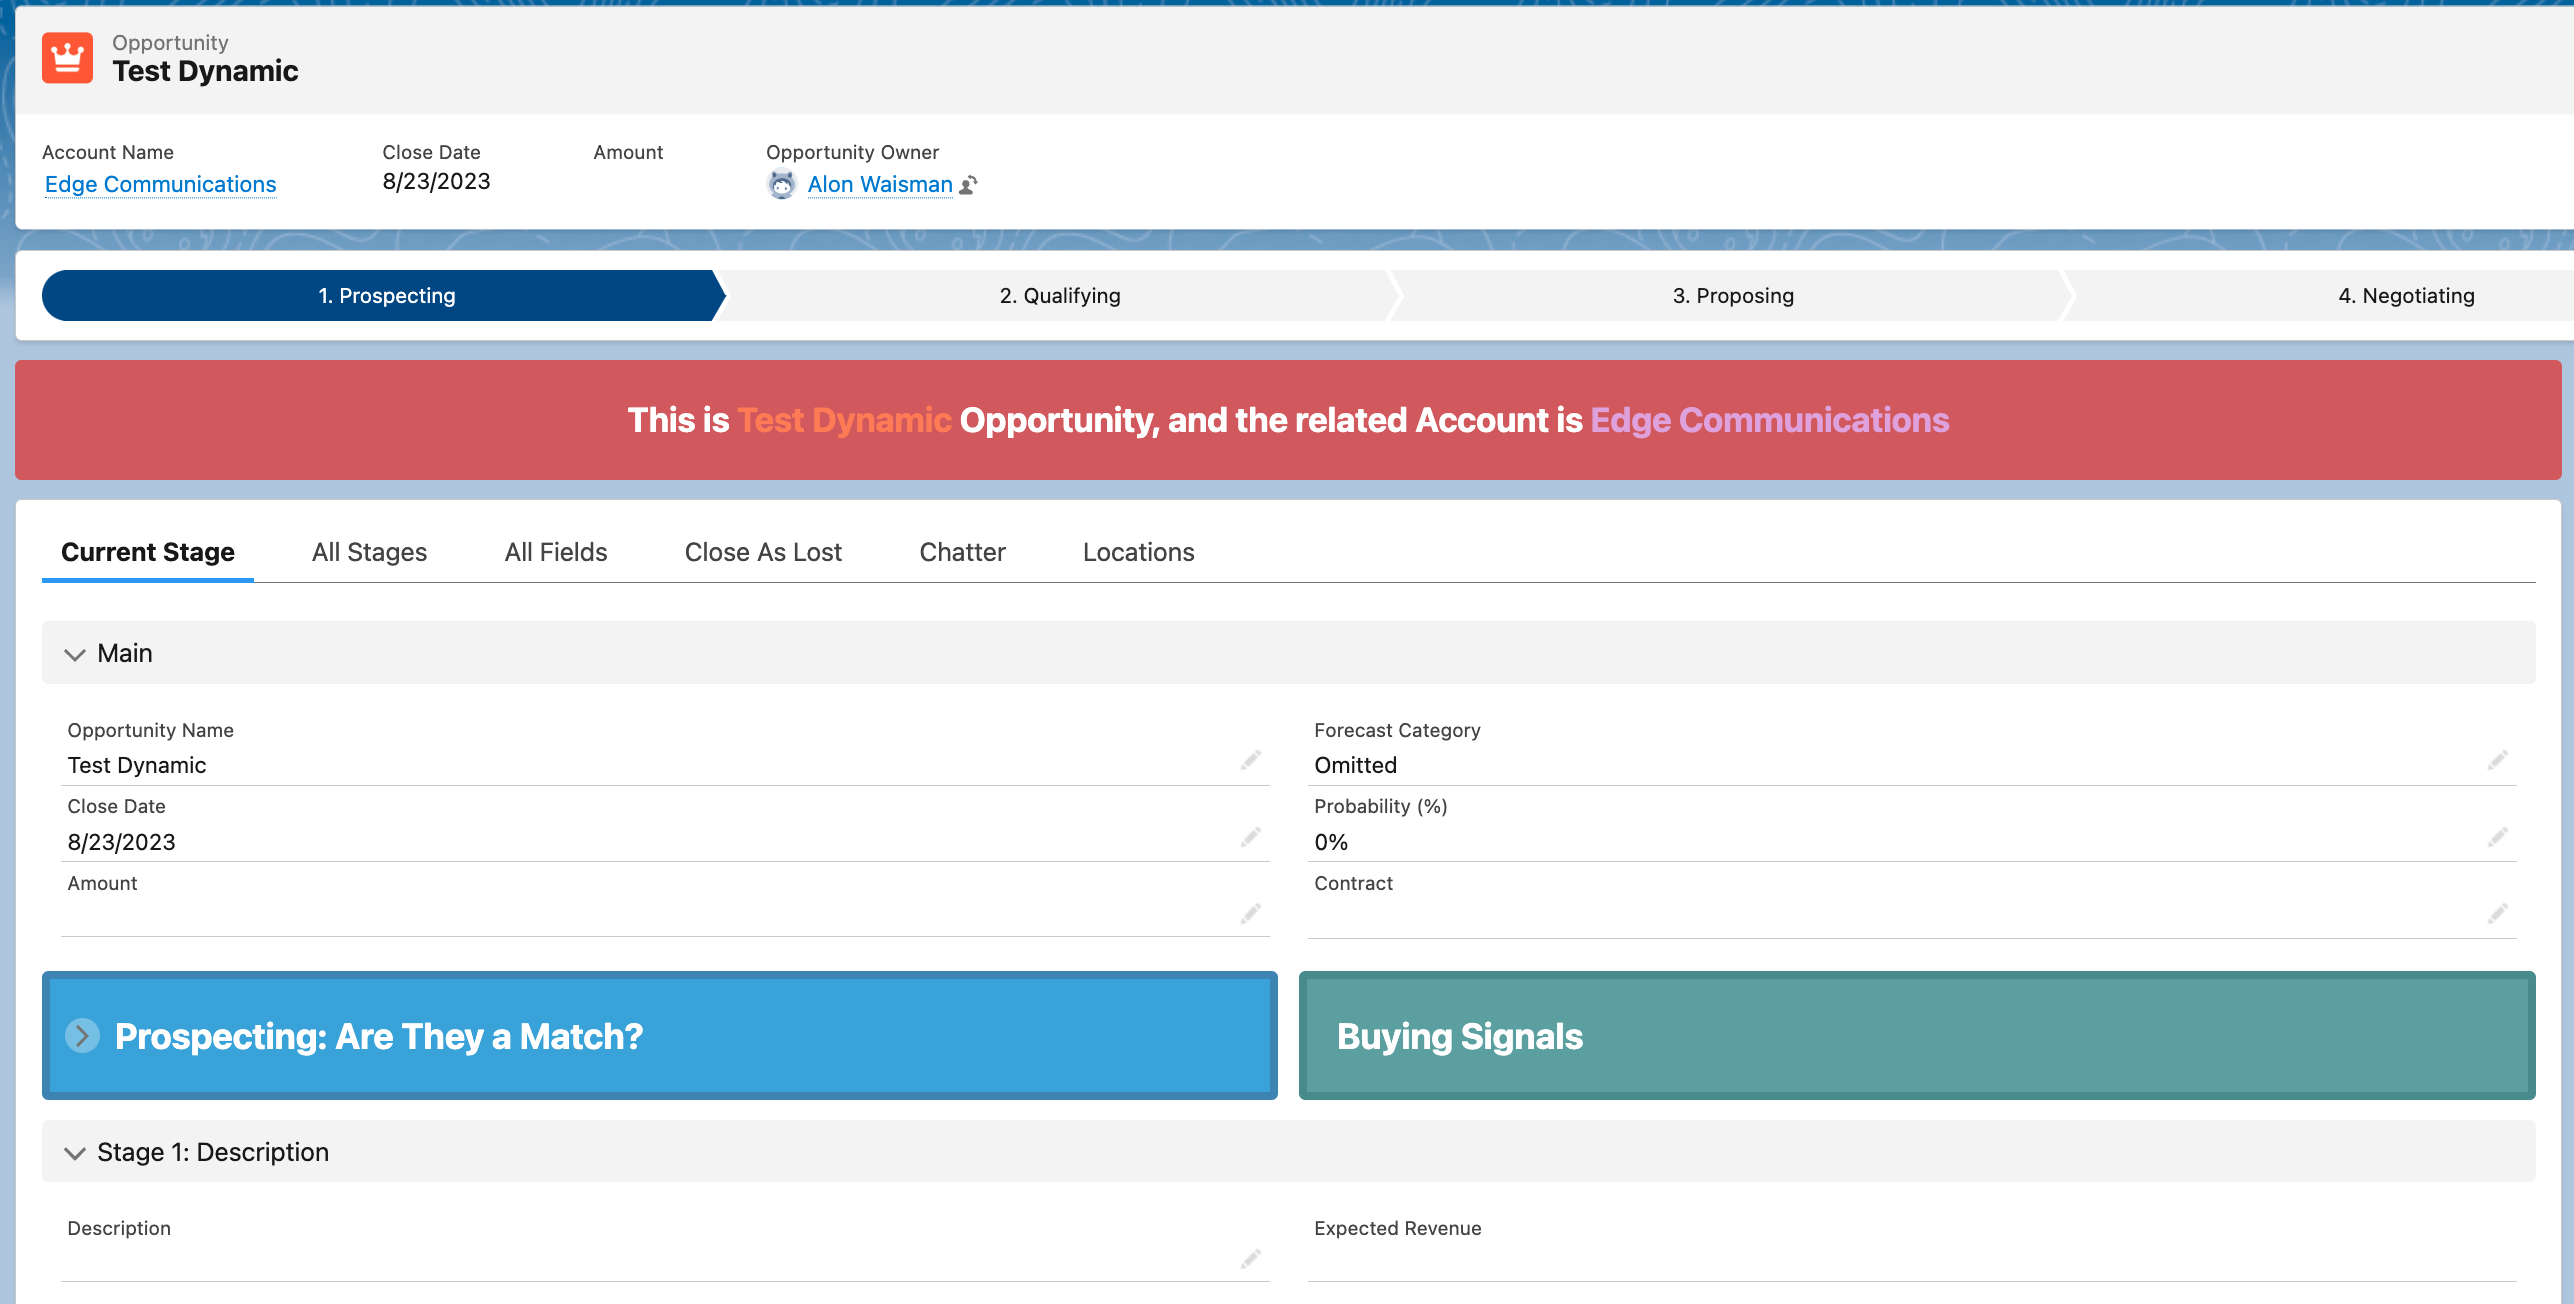 Opportunity
Test Dynamic
Account Name Close Date Amount Opportunity Owner
Edge Communications 8/23/2023 Alon Waisman
1. Prospecting 2. Qualifying 3. Proposing 4. Negotiating
This is Test Dynamic Opportunity, and the related Account is Edge Communications
Current Stage All Stages All Fields Close As Lost Chatter Locations
Main
Opportunity Name Forecast Category
Test Dynamic Omitted
Close Date Probability (%)
8/23/2023 0%
Amount Contract
Prospecting: Are They a Match? Buying Signals
Stage 1: Description
Description Expected Revenue